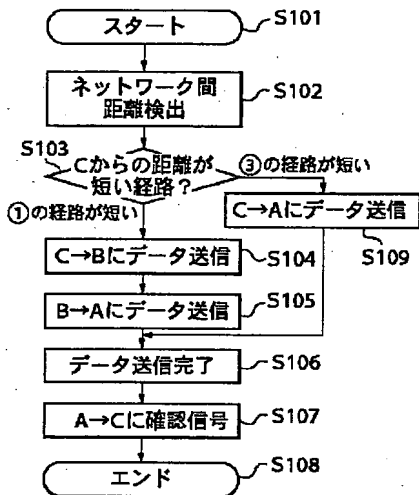 スタート
S101
ネットワーク間
距離検出
S102
S103
Cからの距離が
短い経路?
③の経路が短い
①の経路が短い
C→Aにデータ送信
S109
C→Bにデータ送信
S104
B→Aにデータ送信
S105
データ送信完了
S106
A→Cに確認信号
S107
エンド
S108